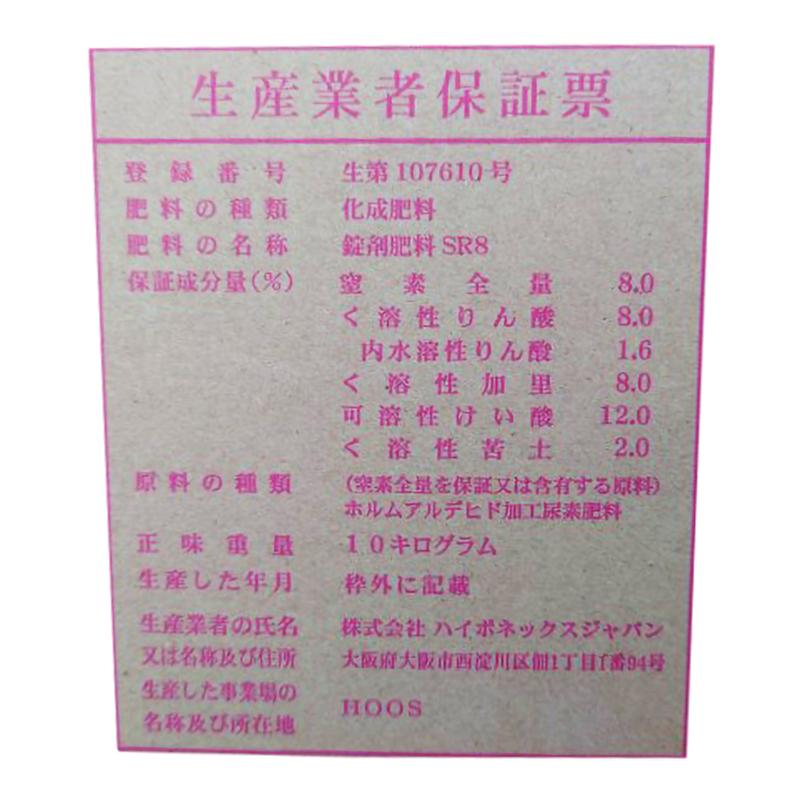 生産業者保証票
登録番号 生第107610号
肥料の種類 化成肥料
肥料の名称 錠剤肥料SR8
保証成分量(%) 窒素全量 8.0
く溶性りん酸 8.0
内水溶性りん酸 1.6
く溶性加里 8.0
可溶性けい酸 12.0
く溶性苦土 2.0
原料の種類 (窒素全量を保証又は含有する原料)
ホルムアルデヒド加工尿素肥料
正味重量 10キログラム
生産した年月 枠外に記載
生産業者の氏名 株式会社 ハイポネックスジャパン
又は名称及び住所 大阪府大阪市西淀川区佃1丁目1番94号
生産した事業場の
名称及び所在地 HOOS